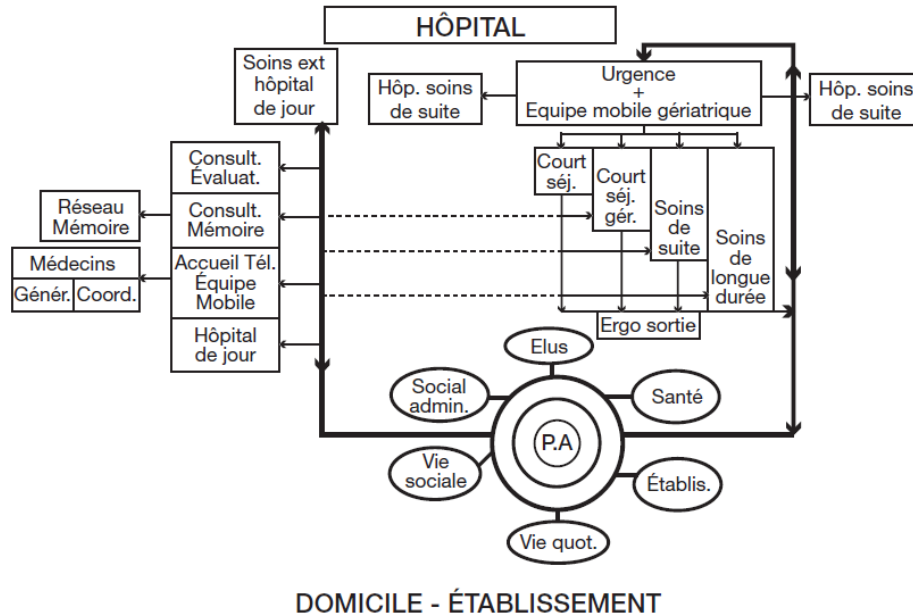 HÔPITAL
Soins ext
hôpital
de jour
Hôp. soins
de suite
Urgence
+
Equipe mobile gériatrique
Hôp. soins
de suite
Consult.
Évaluat.
Consult.
Mémoire
Accueil Tél.
Équipe
Mobile
Hôpital
de jour
Réseau
Mémoire
Médecins
Génér.
Coord.
Court
séj.
Court
séj.
gér.
Soins
de
suite
Soins
de
longue
durée
Ergo sortie
Elus
Social
admin.
Santé
P.A
Vie
sociale
Établis.
Vie quot.
DOMICILE - ÉTABLISSEMENT